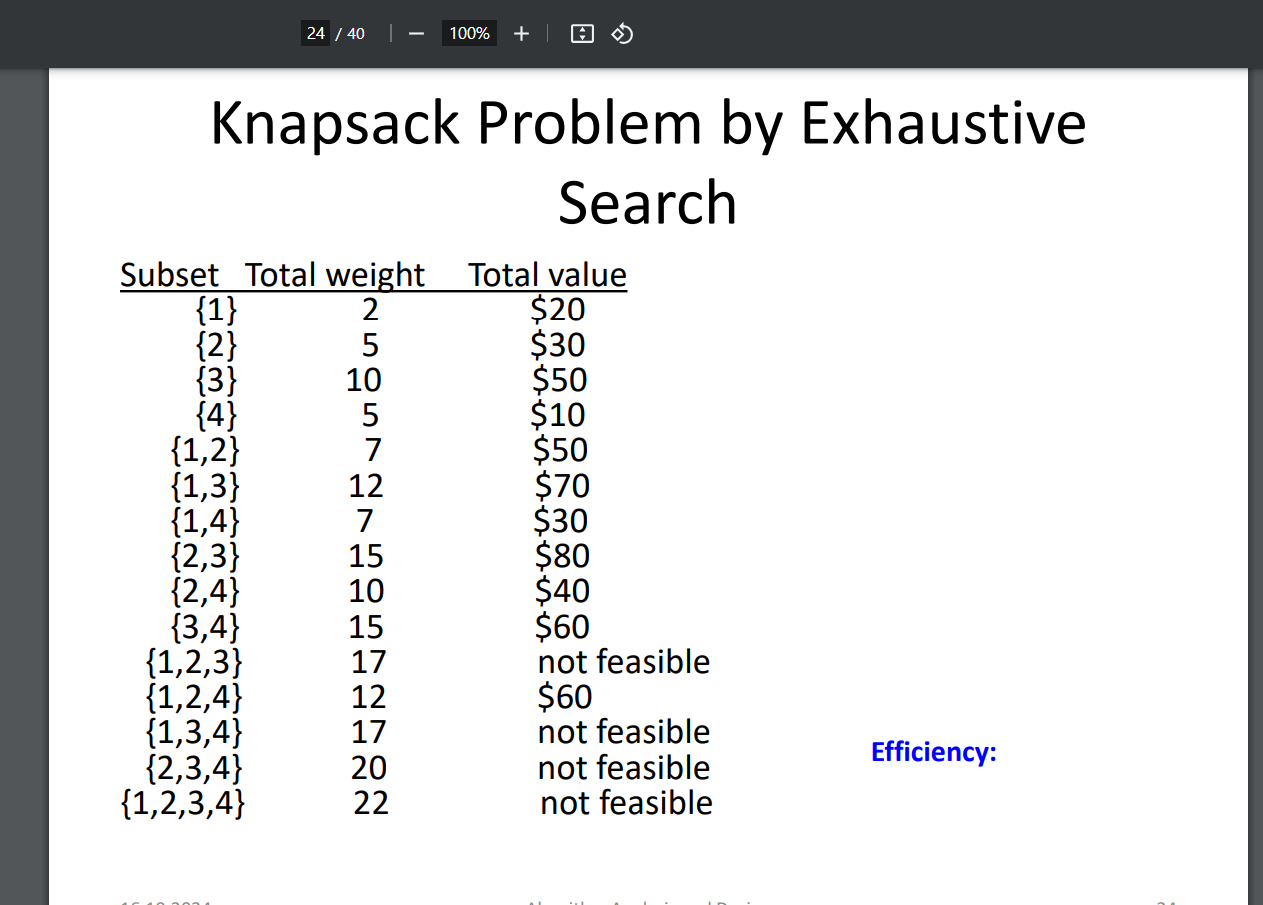 24 / 40 100%
Knapsack Problem by Exhaustive
Search
Subset Total weight Total value
{1} 2 $20
{2} 5 $30
{3} 10 $50
{4} 5 $10
{1,2} 7 $50
{1,3} 12 $70
{1,4} 7 $30
{2,3} 15 $80
{2,4} 10 $40
{3,4} 15 $60
{1,2,3} 17 not feasible
{1,2,4} 12 $60
{1,3,4} 17 not feasible
Efficiency:
{2,3,4} 20 not feasible
{1,2,3,4} 22 not feasible